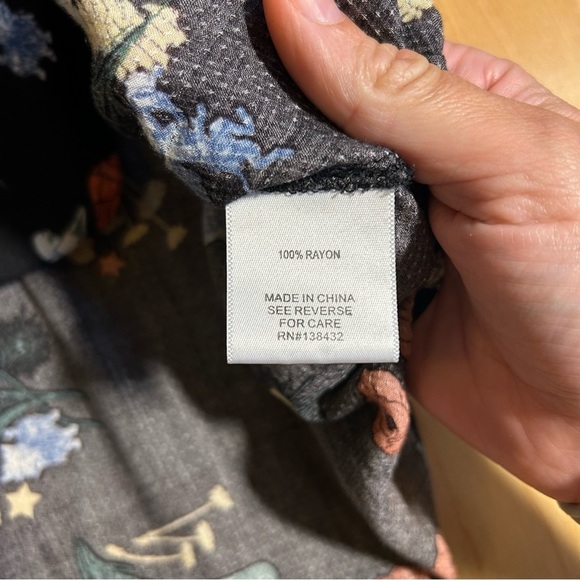 100% RAYON
MADE IN CHINA
SEE REVERSE
FOR CARE
RN#138432